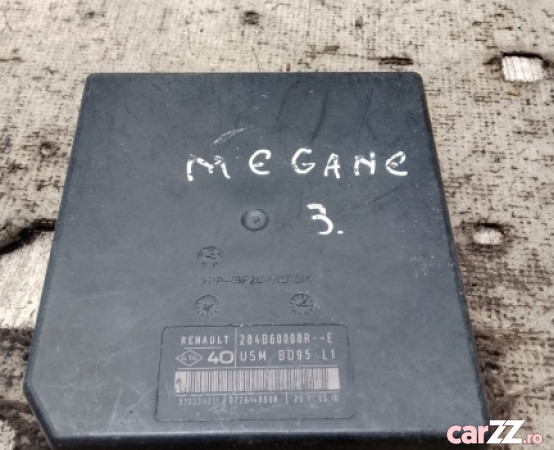 MEGANE
3.
RENAULT 284B60008R--E
40 USM BD95 L1
carZZ.ro